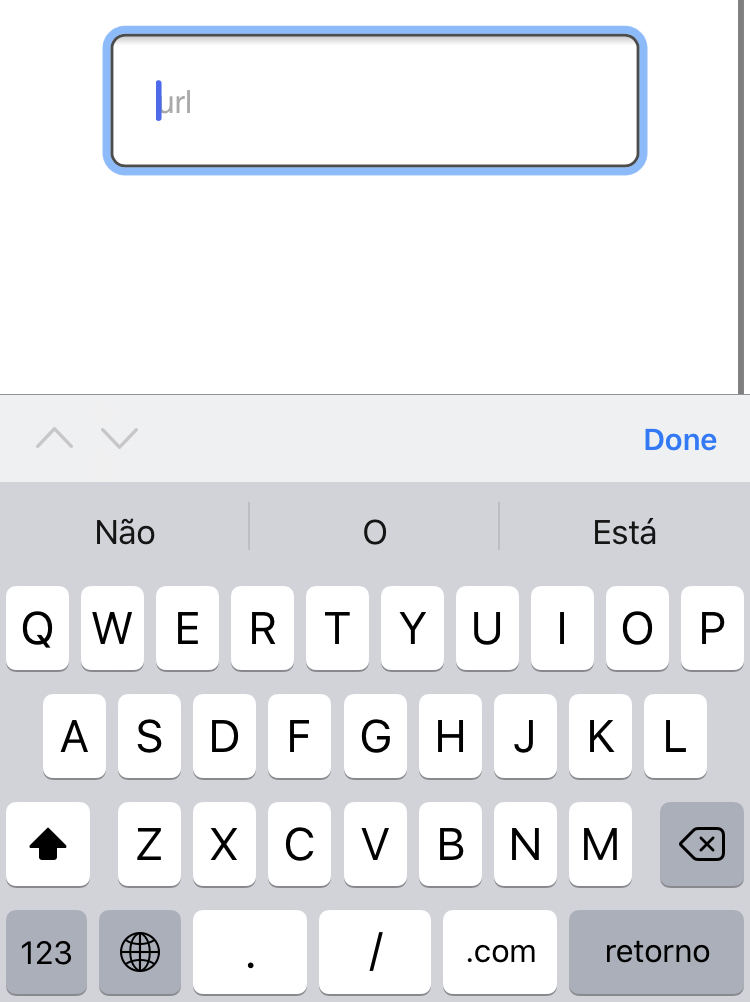 url
Done
Não O Está
Q W E R T Y U I O P
A S D F G H J K L
Z X C V B N M
123 . / .com retorno